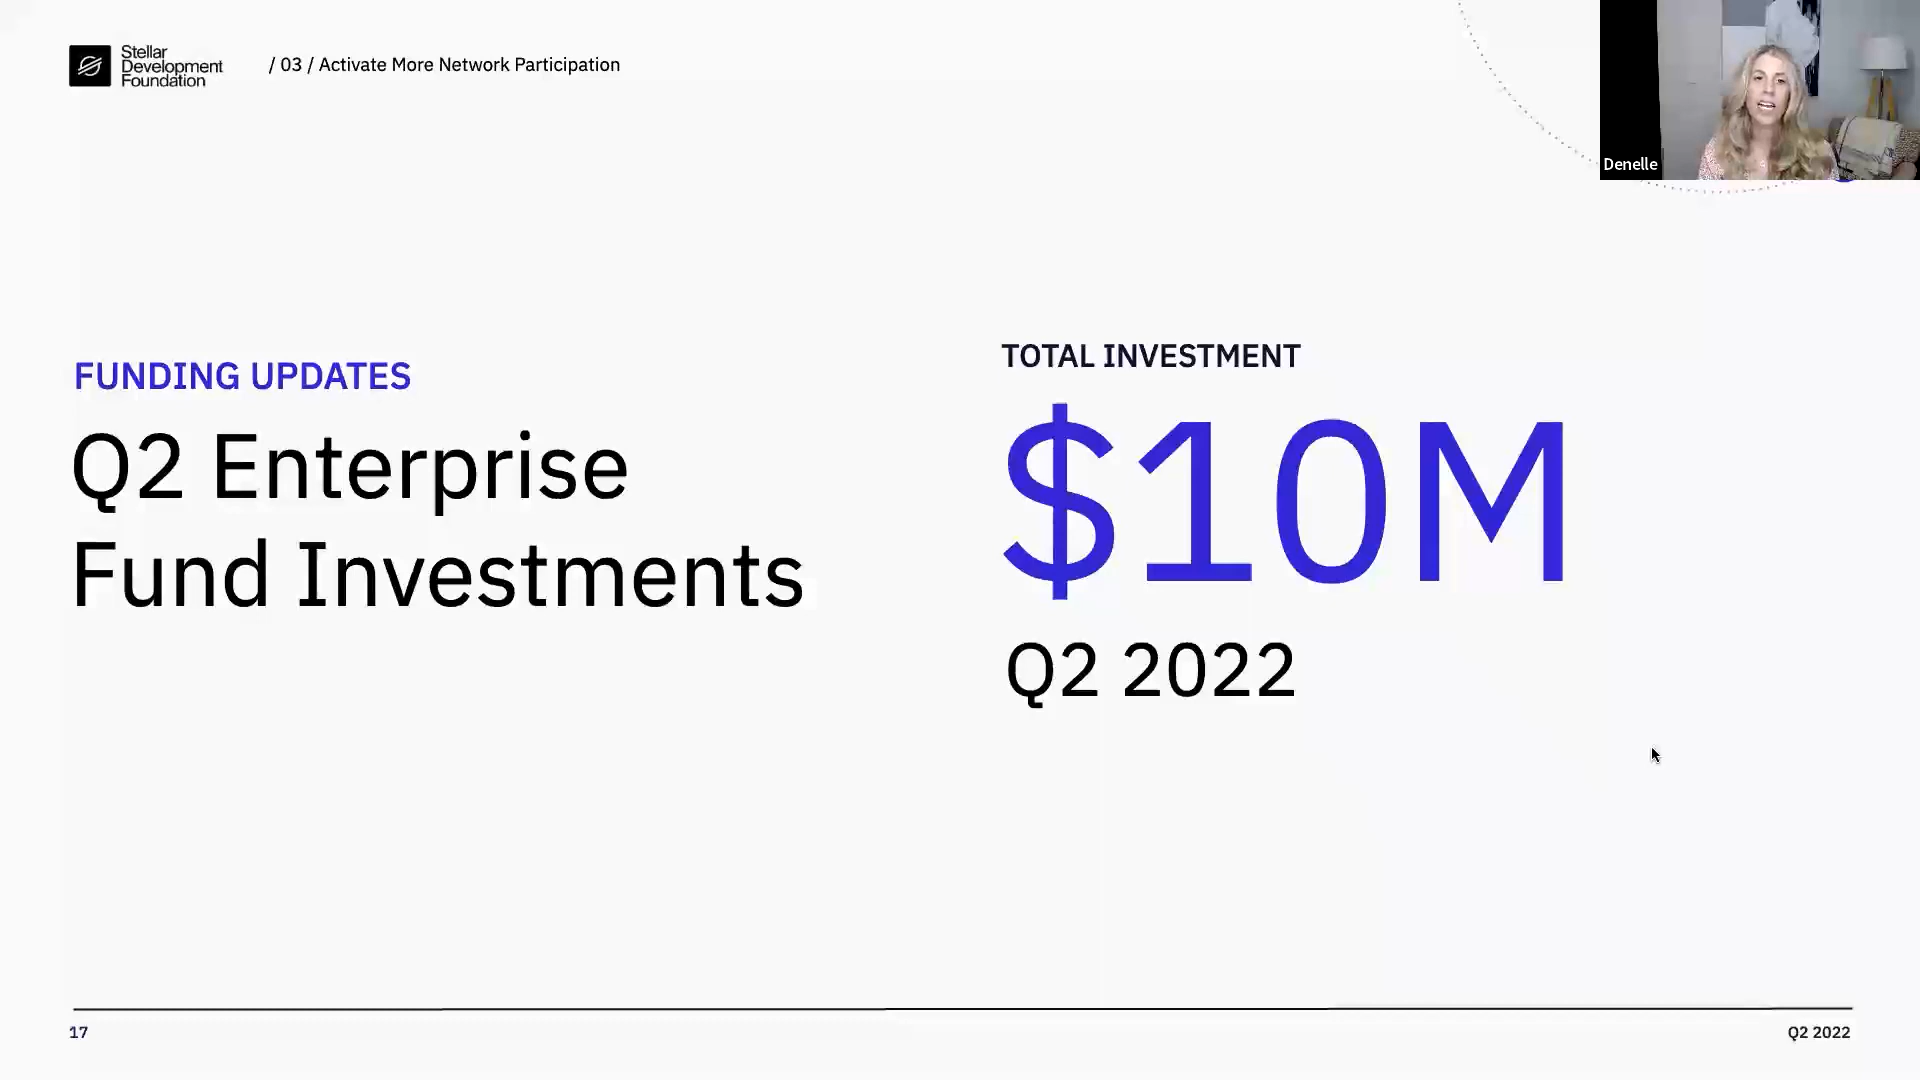 Stellar
Development
Foundation
/ 03 / Activate More Network Participation
Denelle
FUNDING UPDATES
Q2 Enterprise
Fund Investments
TOTAL INVESTMENT
$10M
Q2 2022
17
Q2 2022